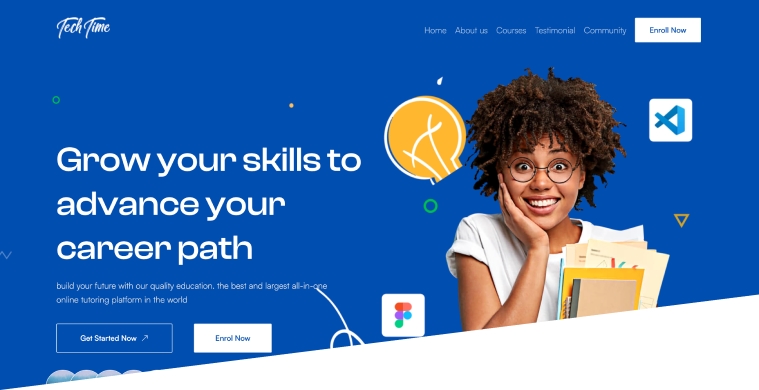 Tech Time
Home About us Courses Testimonial Community Enroll Now
Grow your skills to
advance your
career path
build your future with our quality education. the best and largest all-in-one
online tutoring platform in the world
Get Started Now
Enrol Now